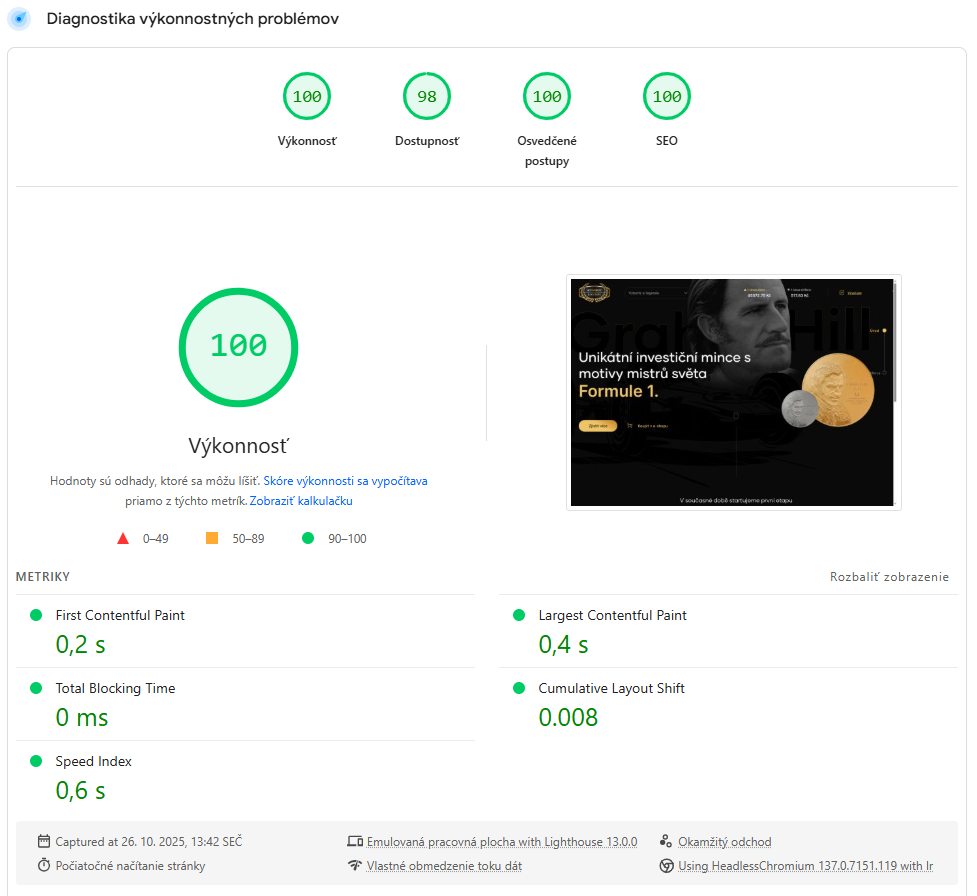 Diagnostika výkonnostných problémov
100
98
100
100
Výkonnosť
Dostupnosť
Osvedčené
postupy
SEO
100
Výkonnosť
Hodnoty sú odhady, ktoré sa môžu líšiť. Skóre výkonnosti sa vypočítava
priamo z týchto metrík. Zobraziť kalkulačku
0–49
50–89
90–100
Graham Hill
Unikátní investiční mince s
motivy mistrů světa
Formule 1.
Zjistit více
V současné době startujeme první etapu
METRIKY
Rozbaliť zobrazenie
First Contentful Paint
0,2 s
Largest Contentful Paint
0,4 s
Total Blocking Time
0 ms
Cumulative Layout Shift
0.008
Speed Index
0,6 s
Captured at 26. 10. 2025, 13:42 SEČ
Emulovaná pracovná plocha with Lighthouse 13.0.0
Okamžitý odchod
Počiatočné načítanie stránky
Vlastné obmedzenie toku dát
Using HeadlessChromium 137.0.7151.119 with lr